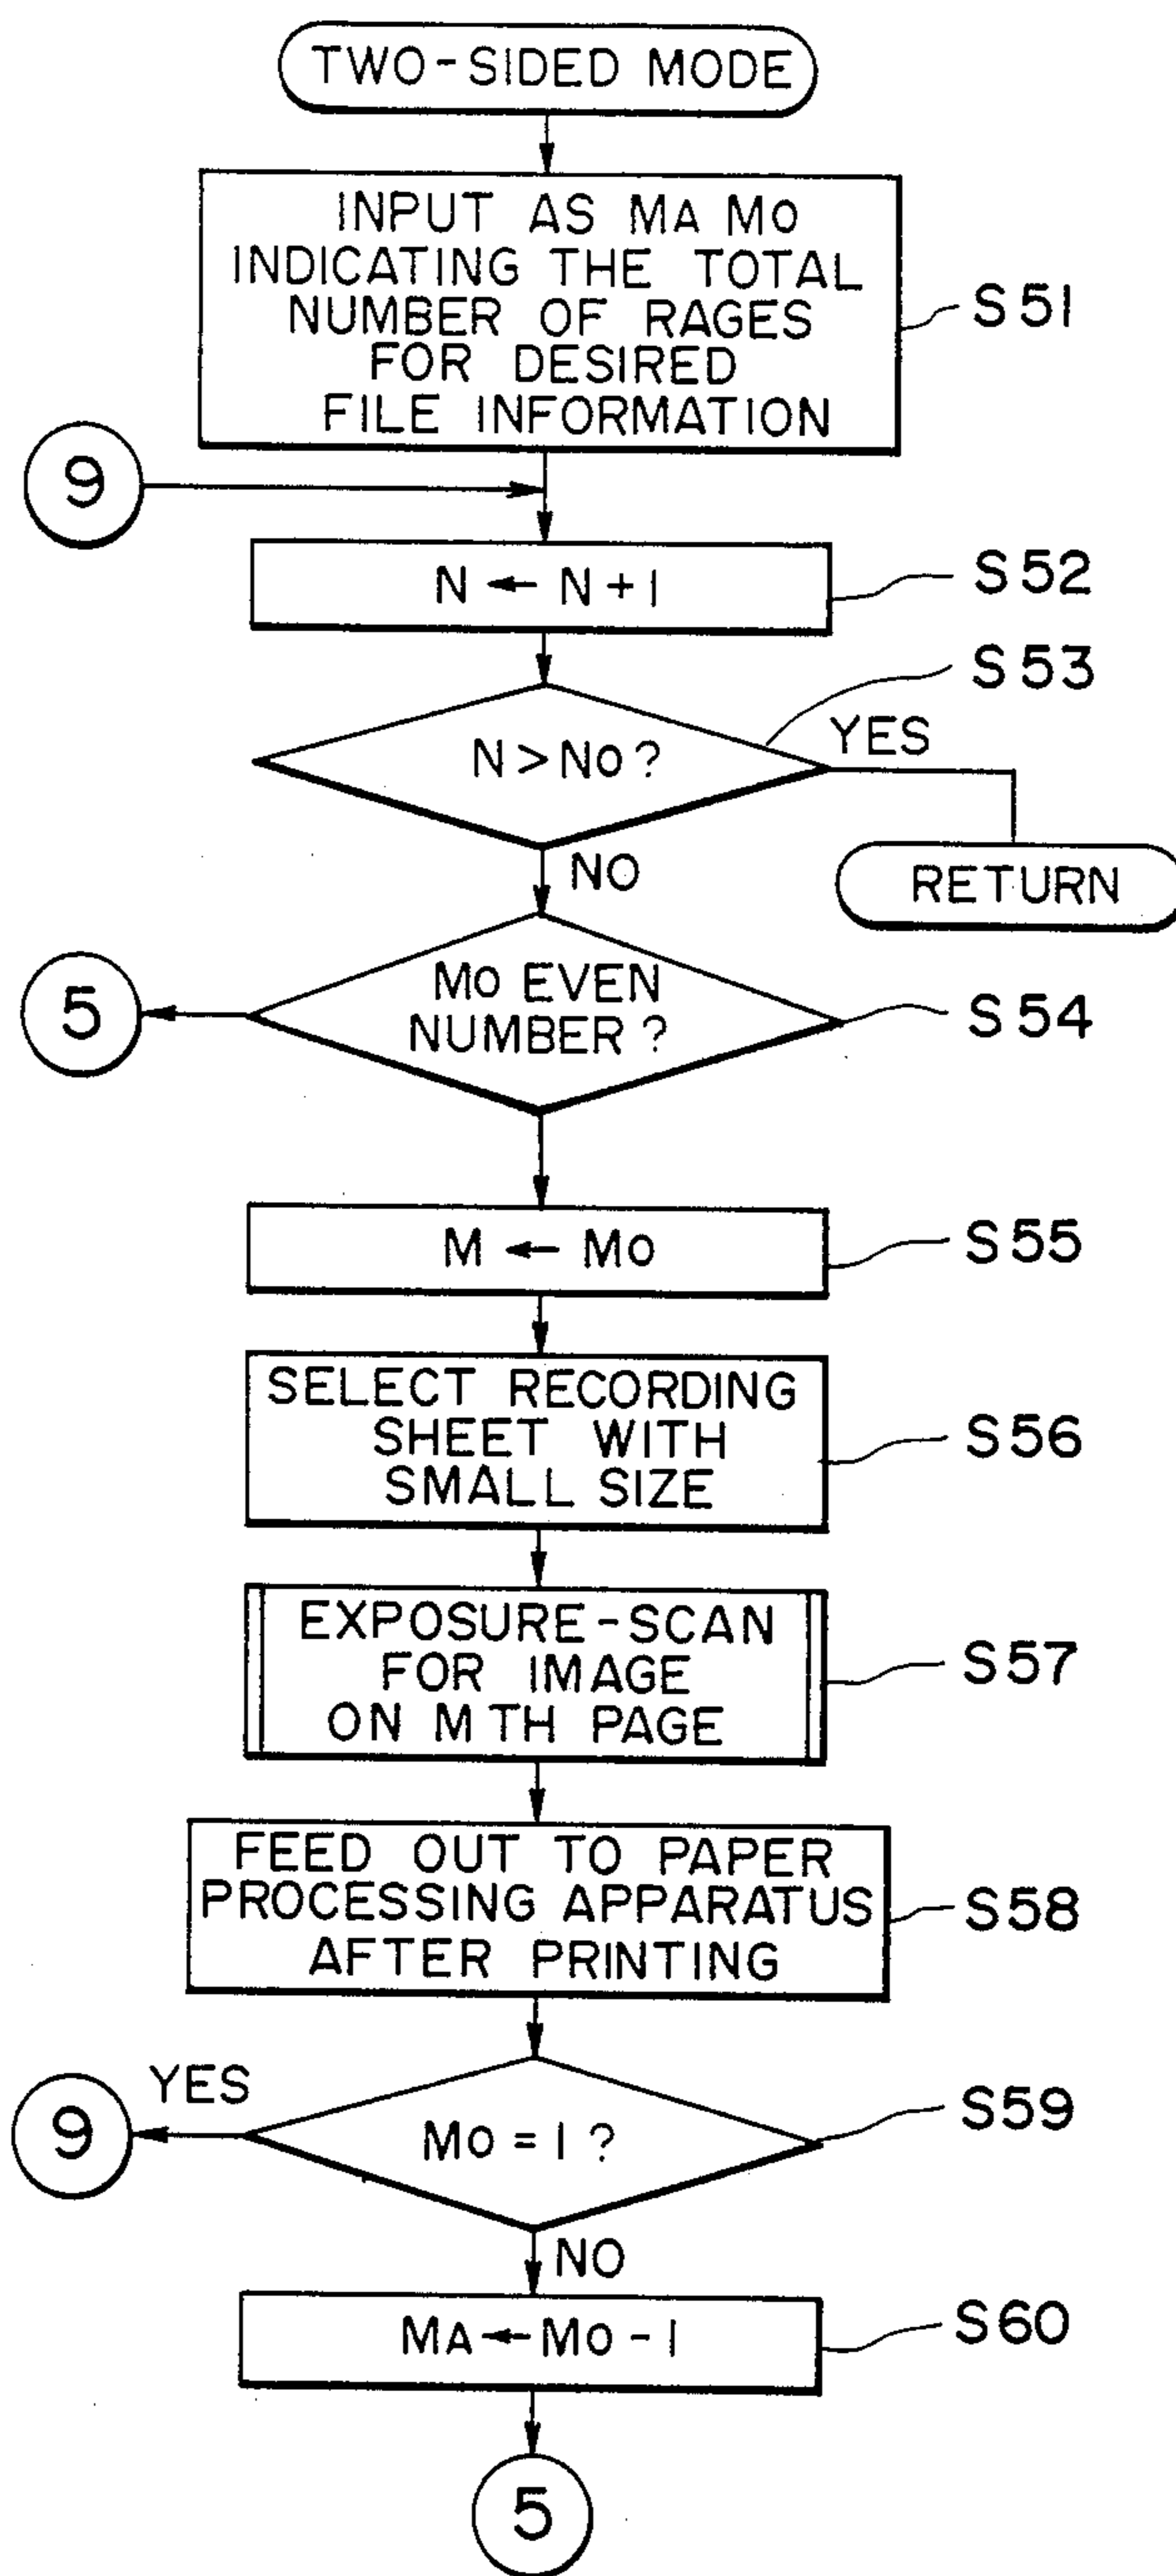 TWO-SIDED MODE
INPUT AS MA MO
INDICATING THE TOTAL
NUMBER OF RAGES
FOR DESIRED
FILE INFORMATION
S51
9
N ← N+1
S52
S53
N>NO?
YES
RETURN
NO
MO EVEN
NUMBER?
5
S54
M ← MO
S55
SELECT RECORDING
SHEET WITH
SMALL SIZE
S56
EXPOSURE-SCAN
FOR IMAGE
ON M TH PAGE
S57
FEED OUT TO PAPER
PROCESSING APPARATUS
AFTER PRINTING
S58
YES
9
MO=1?
S59
NO
MA←MO-1
S60
5